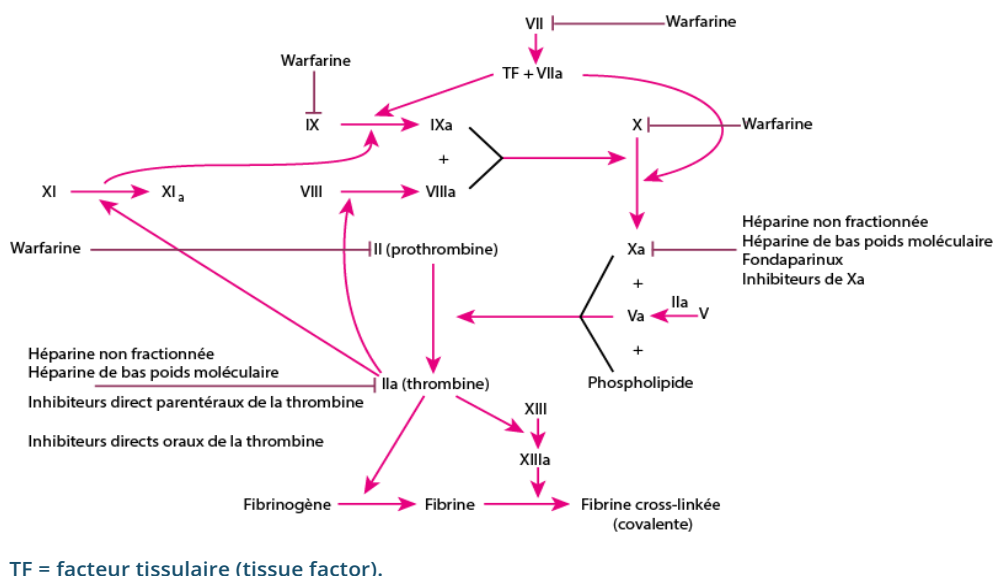 VII
Warfarine
Warfarine
TF + VIIa
IX
IXa
X
Warfarine
+
XI
XIa
VIII
VIIIa
Warfarine
II (prothrombine)
Xa
Héparine non fractionnée
Héparine de bas poids moléculaire
Fondaparinux
Inhibiteurs de Xa
+
IIa
Va
V
+
Phospholipide
Héparine non fractionnée
Héparine de bas poids moléculaire
IIa (thrombine)
Inhibiteurs direct parentéraux de la thrombine
Inhibiteurs directs oraux de la thrombine
XIII
XIIIa
Fibrinogène
Fibrine
Fibrine cross-linkée
(covalente)
TF = facteur tissulaire (tissue factor).